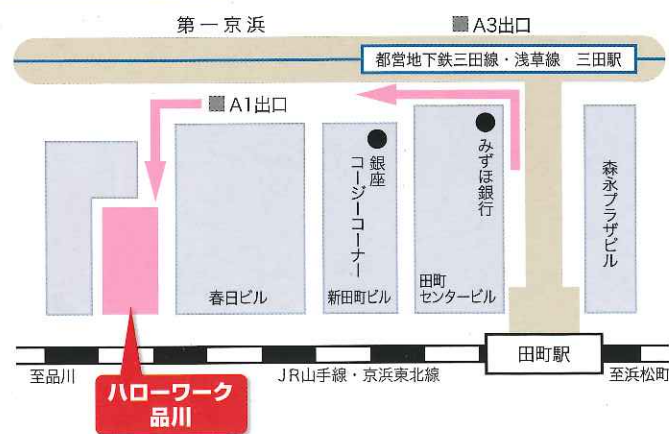 第一京浜
A3出口
都営地下鉄三田線・浅草線 三田駅
A1出口
銀座
コージーコーナー
みずほ銀行
森永プラザビル
春日ビル
新田町ビル
田町
センタービル
田町駅
至品川
JR山手線・京浜東北線
至浜松町
ハローワーク
品川